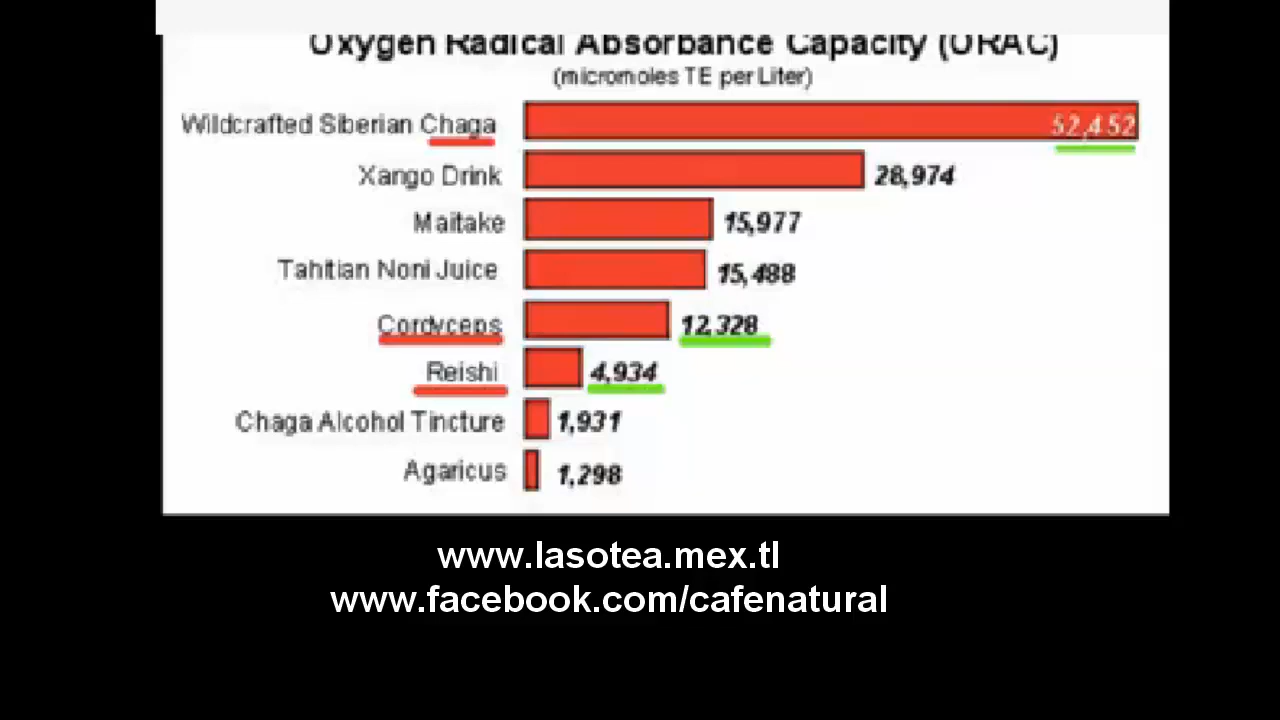 Oxygen Radical Absorbance Capacity (ORAC)
(micromoles TE per Liter)
Wildcrafted Siberian Chaga 52,452
Xango Drink 28,974
Maitake 15,977
Tahitian Noni Juice 15,488
Cordyceps 12,328
Reishi 4,934
Chaga Alcohol Tincture 1,931
Agaricus 1,298
www.lasotea.mex.tl
www.facebook.com/cafenatural